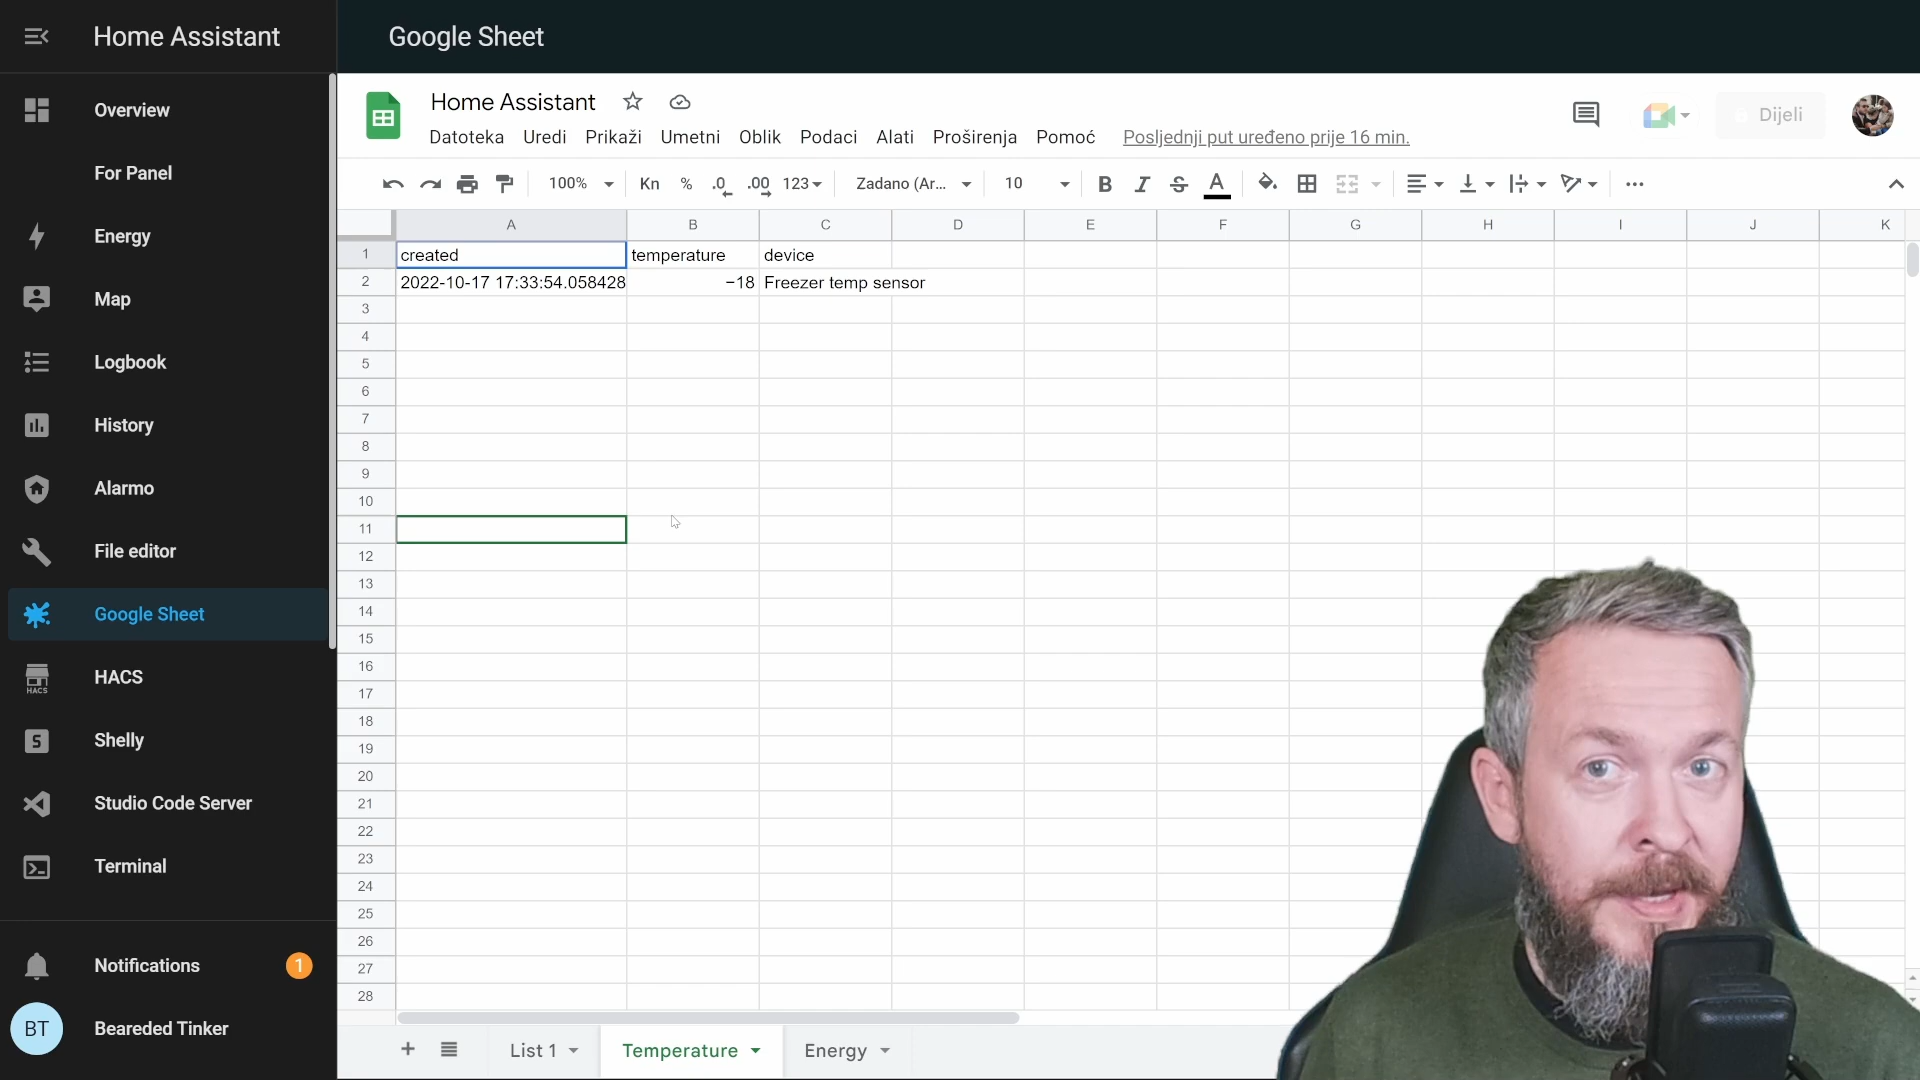 Home Assistant
Overview
For Panel
Energy
Map
Logbook
History
Alarmo
File editor
Google Sheet
HACS
HACS
S
Shelly
Studio Code Server
Terminal
Notifications 1
BT Bearded Tinker
Google Sheet
Home Assistant
Datoteka Uredi Prikaži Umetni Oblik Podaci Alati Proširenja Pomoć Posljednji put uređeno prije 16 min.
Dijeli
100% Kn % .0 .00 123 Zadano (Ar... 10 B I S A
A B C D E F G H I J K
1 created temperature device
2 2022-10-17 17:33:54.058428 −18 Freezer temp sensor
3
4
5
6
7
8
9
10
11
12
13
14
15
16
17
18
19
20
21
22
23
24
25
26
27
28
+ List 1 Temperature Energy